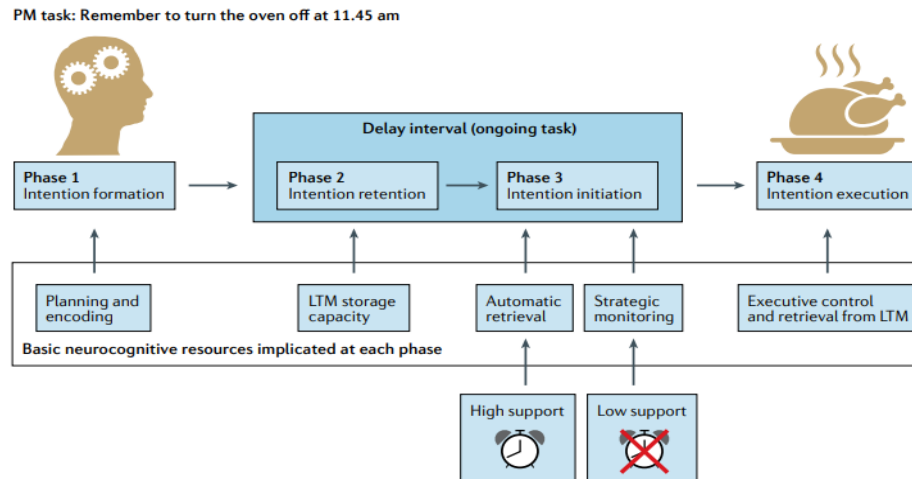 PM task: Remember to turn the oven off at 11.45 am
Delay interval (ongoing task)
Phase 1
Intention formation
Phase 2
Intention retention
Phase 3
Intention initiation
Phase 4
Intention execution
Planning and
encoding
LTM storage
capacity
Automatic
retrieval
Strategic
monitoring
Executive control
and retrieval from LTM
Basic neurocognitive resources implicated at each phase
High support
Low support